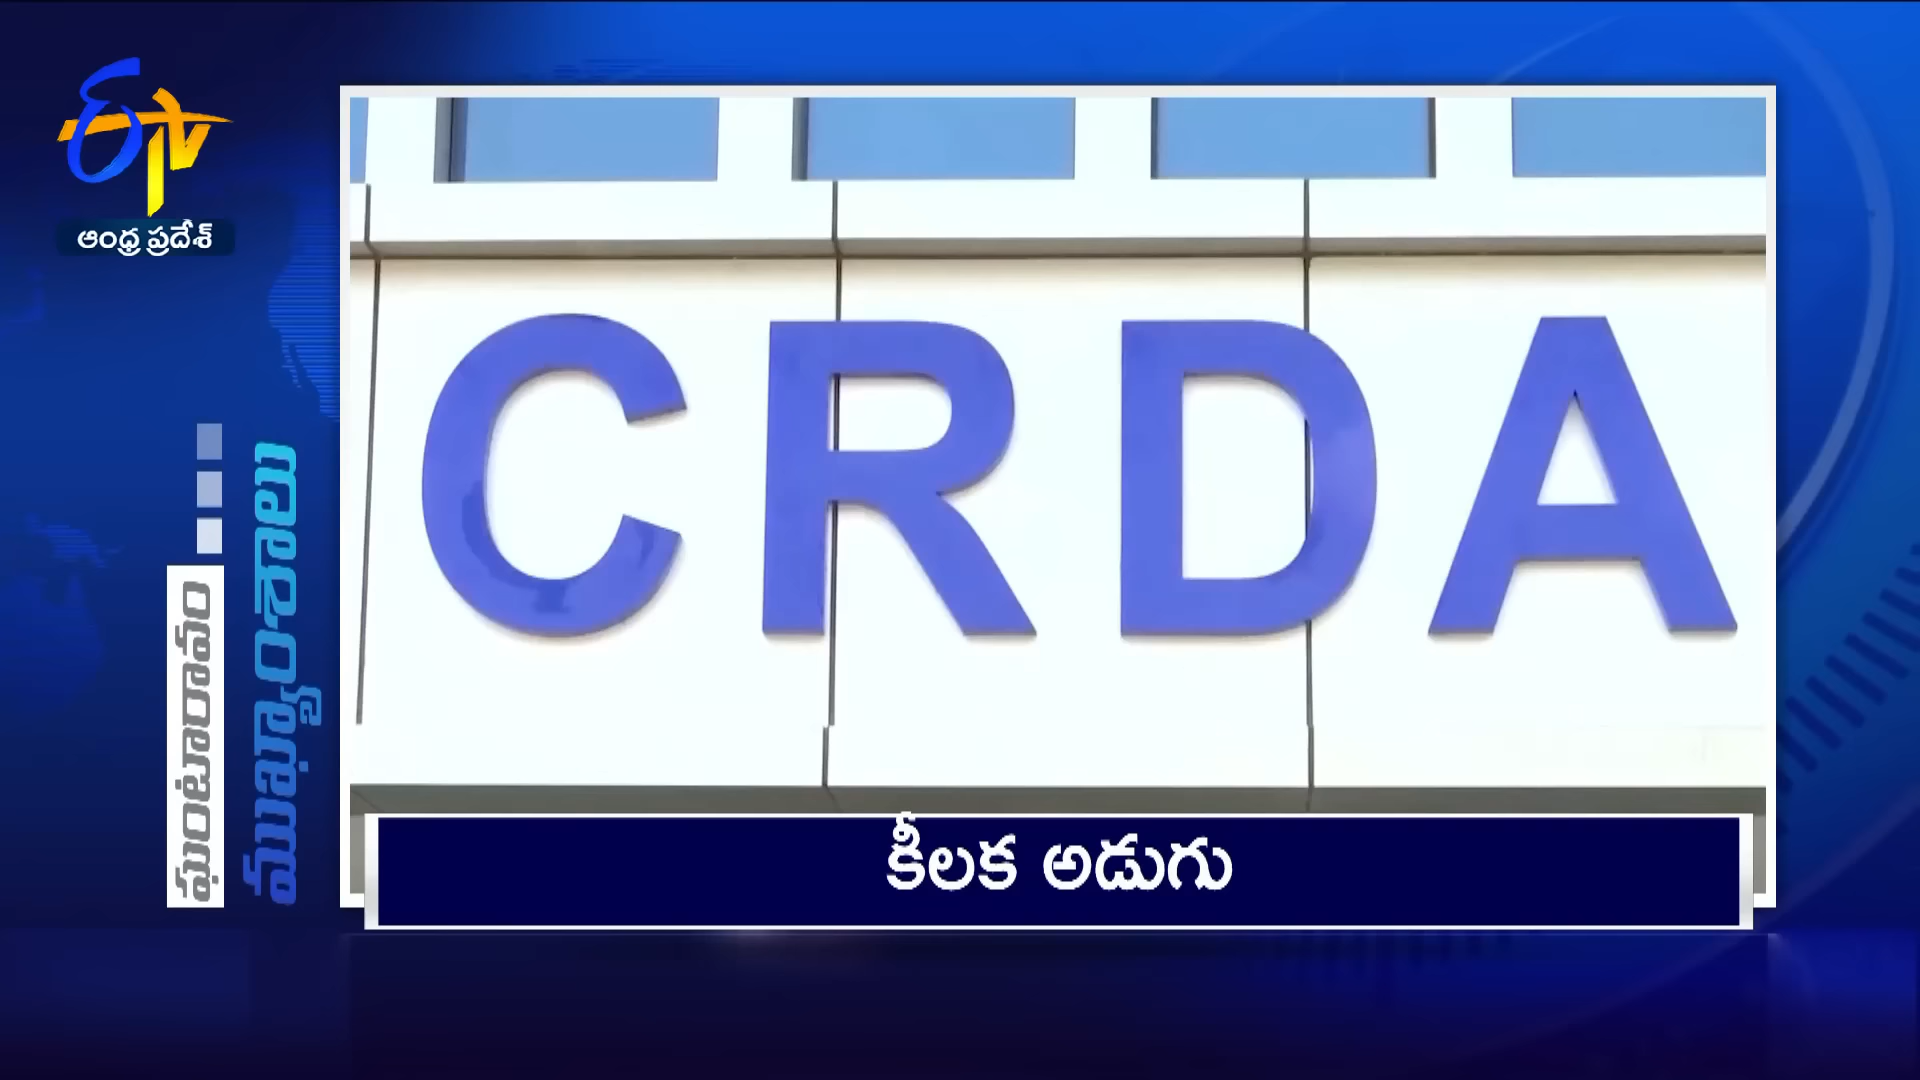 ETV
ఆంధ్ర ప్రదేశ్
CRDA
ఘంటారావం
ముఖ్యాంశాలు
కీలక అడుగు